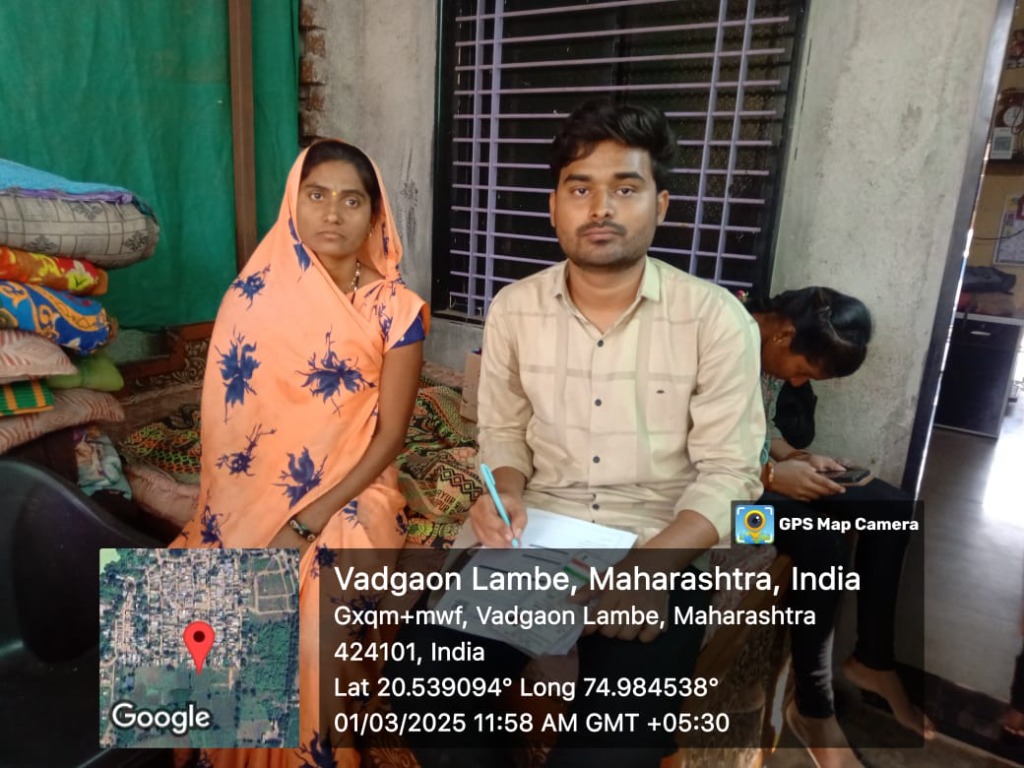 GPS Map Camera
Vadgaon Lambe, Maharashtra, India
Gxqm+mwf, Vadgaon Lambe, Maharashtra
424101, India
Lat 20.539094° Long 74.984538°
01/03/2025 11:58 AM GMT +05:30
Google